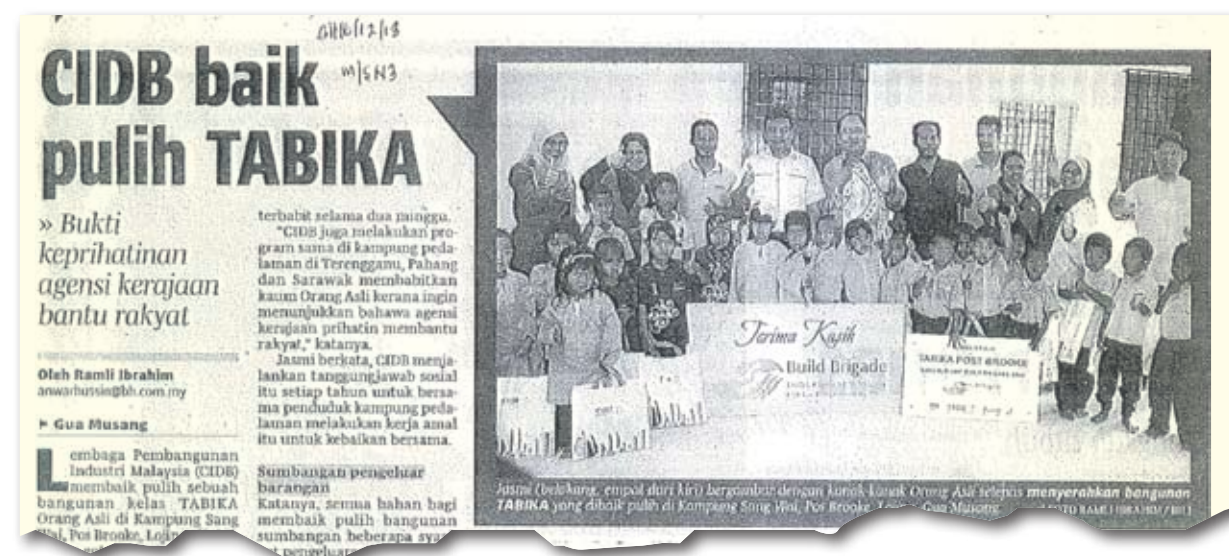 CIDB baik
pulih TABIKA
» Bukti
keprihatinan
agensi kerajaan
bantu rakyat
Oleh Ramli Ibrahim
anwarhussin@bh.com.my
Gua Musang
Lembaga Pembangunan
Industri Malaysia (CIDB)
membaik pulih sebuah
bangunan kelas TABIKA
Orang Asli di Kampung Sang
Wai, Pos Brooke,
terbabit selama dua minggu.
"CIDB juga melakukan pro-
gram sama di kampung peda-
laman di Terengganu, Pahang
dan Sarawak membabitkan
kaum Orang Asli kerana ingin
menunjukkan bahawa agensi
kerajaan prihatin membantu
rakyat," katanya.
Jasmi berkata, CIDB menja-
lankan tanggungjawab sosial
itu setiap tahun untuk bersa-
ma penduduk kampung peda-
laman melakukan kerja amal
itu untuk kebaikan bersama.
Sumbangan pengeluar
barangan
Katanya, semua bahan bagi
membaik pulih bangunan
sumbangan beberapa
Terima Kasih
Build Brigade
TABIKA POST BROOKE
Jasmi (belakang, empat dari kiri) bergambar dengan kanak-kanak Orang Asli selepas menyerahkan bangunan
TABIKA yang dibaik pulih di Kampung Sang Wai, Pos Brooke, Gua Musang.